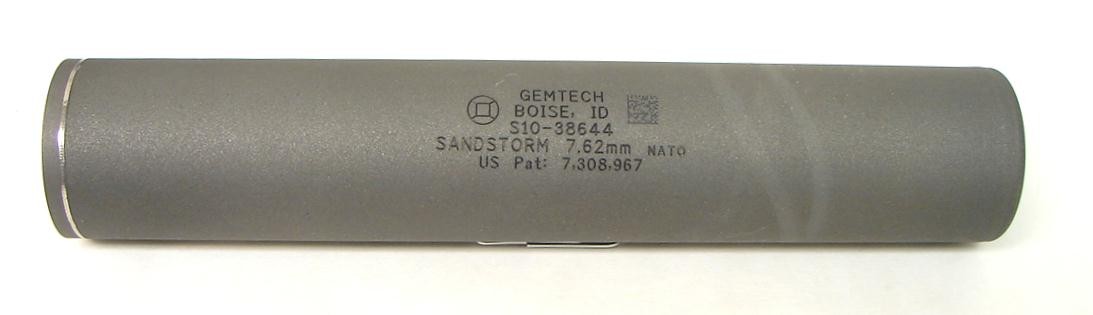 GEMTECH
BOISE, ID
S10-38644
SANDSTORM 7.62mm NATO
US Pat: 7,308,967